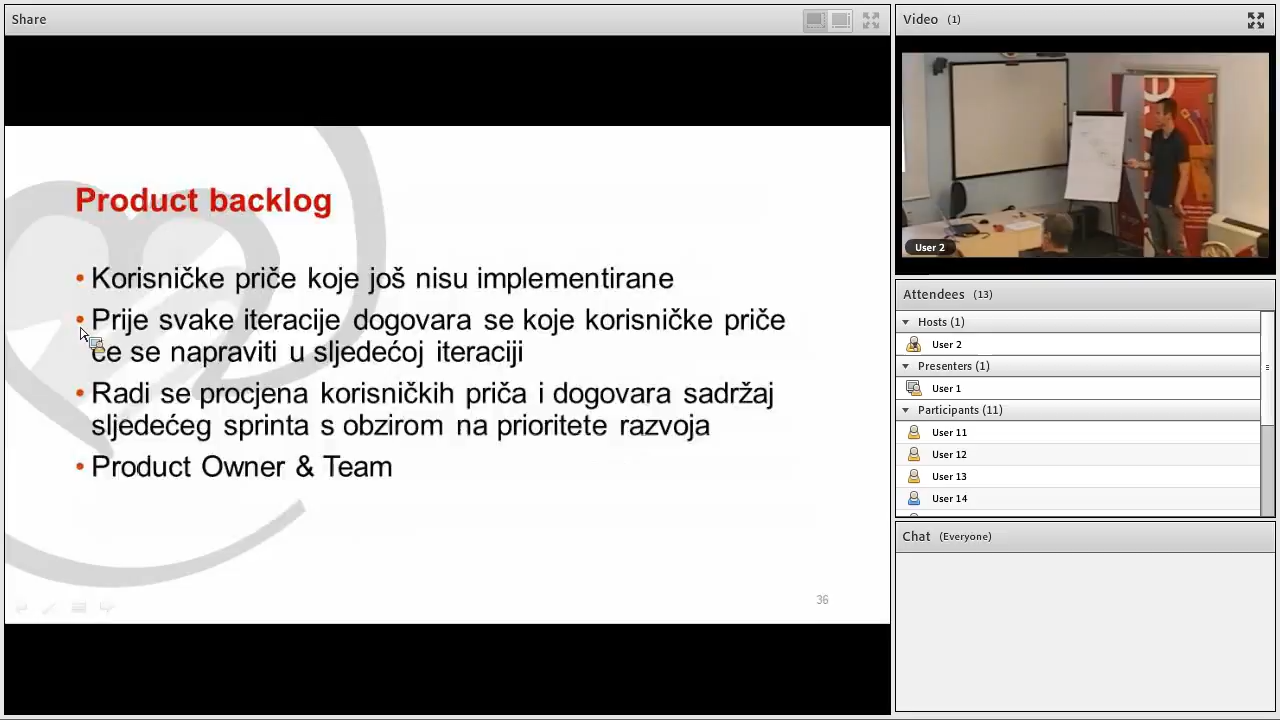 Share
Product backlog
• Korisničke priče koje još nisu implementirane
• Prije svake iteracije dogovara se koje korisničke priče
će se napraviti u sljedećoj iteraciji
• Radi se procjena korisničkih priča i dogovara sadržaj
sljedećeg sprinta s obzirom na prioritete razvoja
• Product Owner & Team
36
Video (1)
User 2
Attendees (13)
Hosts (1)
User 2
Presenters (1)
User 1
Participants (11)
User 11
User 12
User 13
User 14
Chat (Everyone)